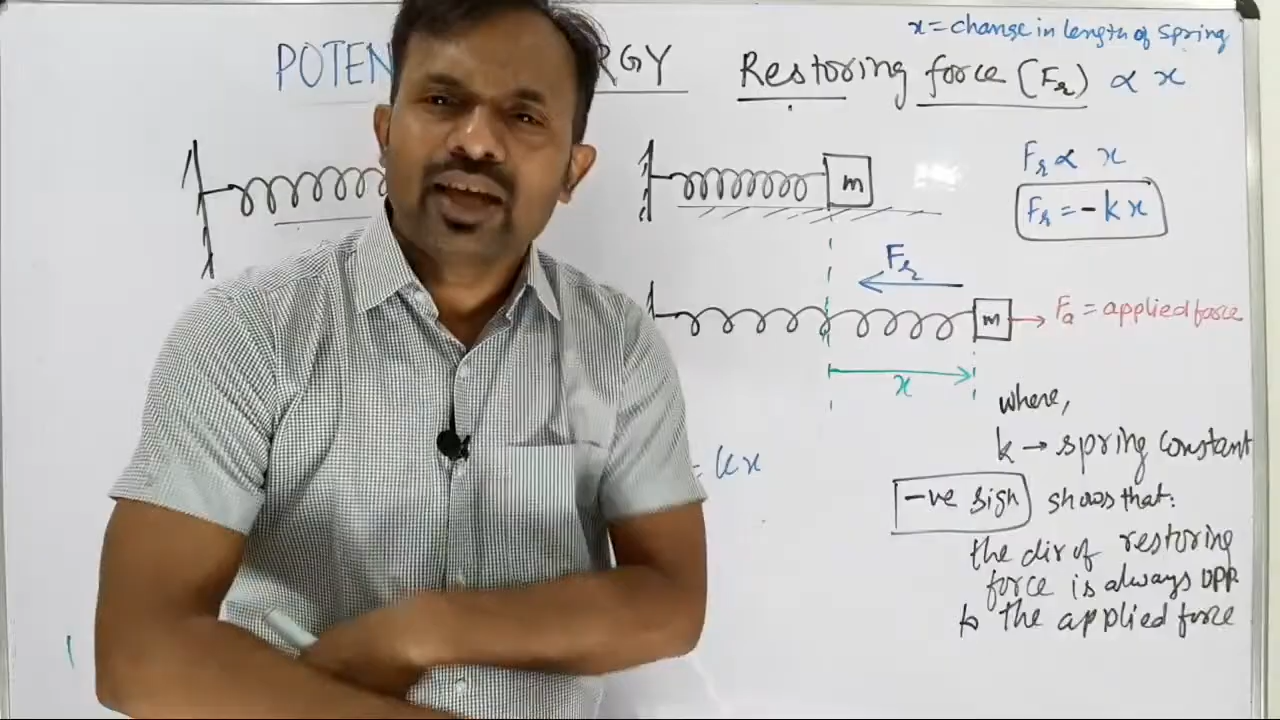 x = change in length of spring
POTEN RGY
Restoring force (Fr) ∝ x
Fr ∝ x
Fr = - k x
m
Fr
m
Fa = applied force
x
where,
k → spring constant
= kx
-ve sign shows that:
the dir of restoring
force is always OPP.
to the applied force